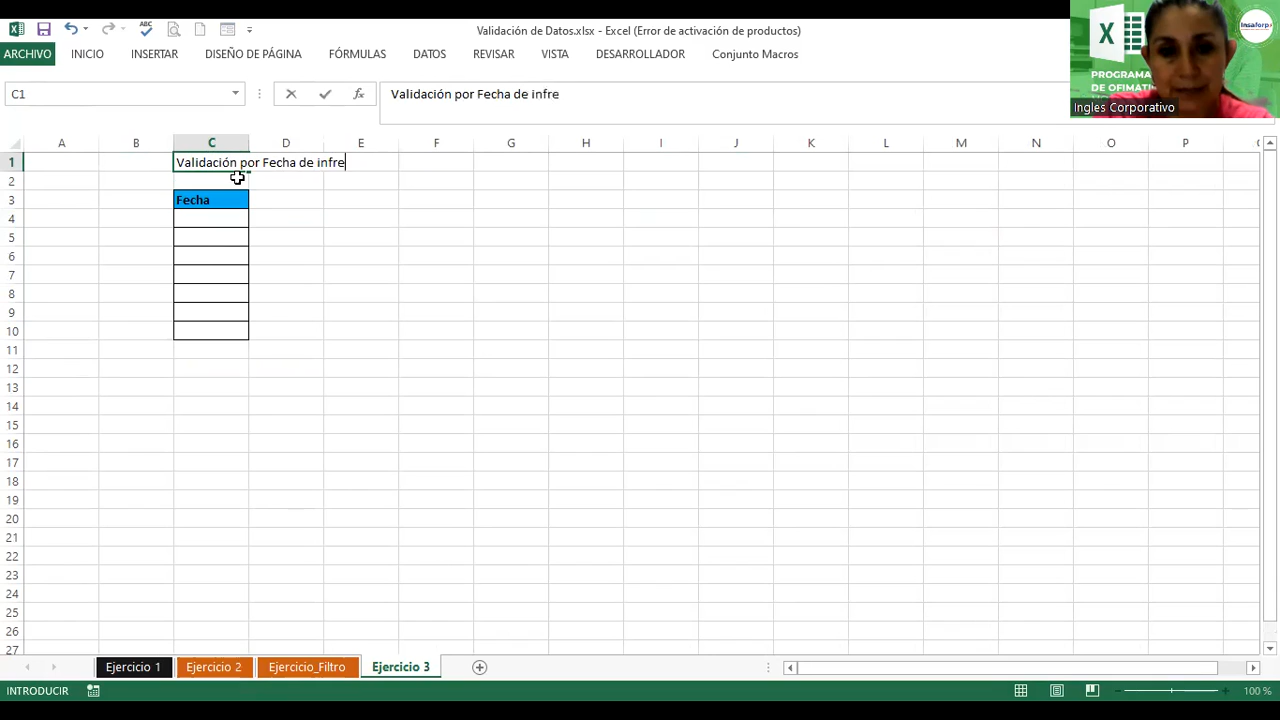 Validación de Datos.xlsx - Excel (Error de activación de productos)
ARCHIVO INICIO INSERTAR DISEÑO DE PÁGINA FÓRMULAS DATOS REVISAR VISTA DESARROLLADOR Conjunto Macros
PROGRAMA
DE OFIMATI
Insaforp
Ingles Corporativo
C1 fx Validación por Fecha de infre
A B C D E F G H I J K L M N O P
1 Validación por Fecha de infre
2
3 Fecha
4
5
6
7
8
9
10
11
12
13
14
15
16
17
18
19
20
21
22
23
24
25
26
27
Ejercicio 1 Ejercicio 2 Ejercicio_Filtro Ejercicio 3
INTRODUCIR 100 %